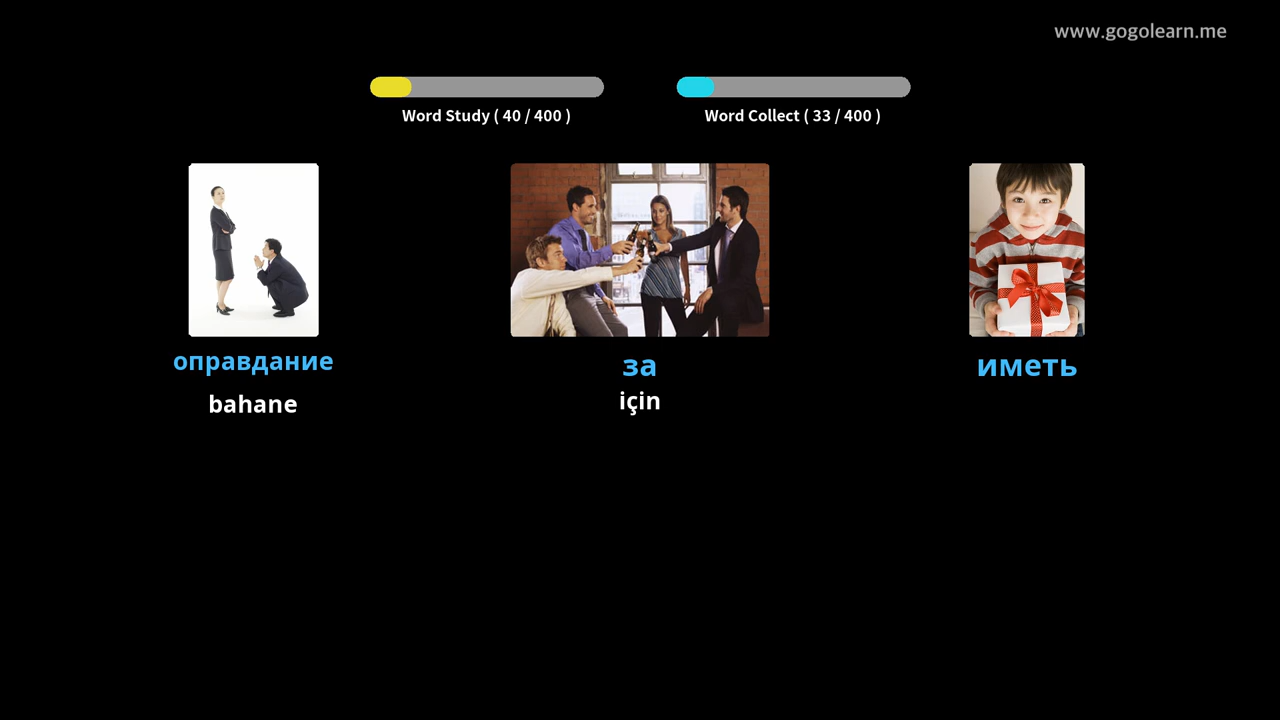 www.gogolearn.me
Word Study ( 40 / 400 )
Word Collect ( 33 / 400 )
оправдание
bahane
за
için
иметь